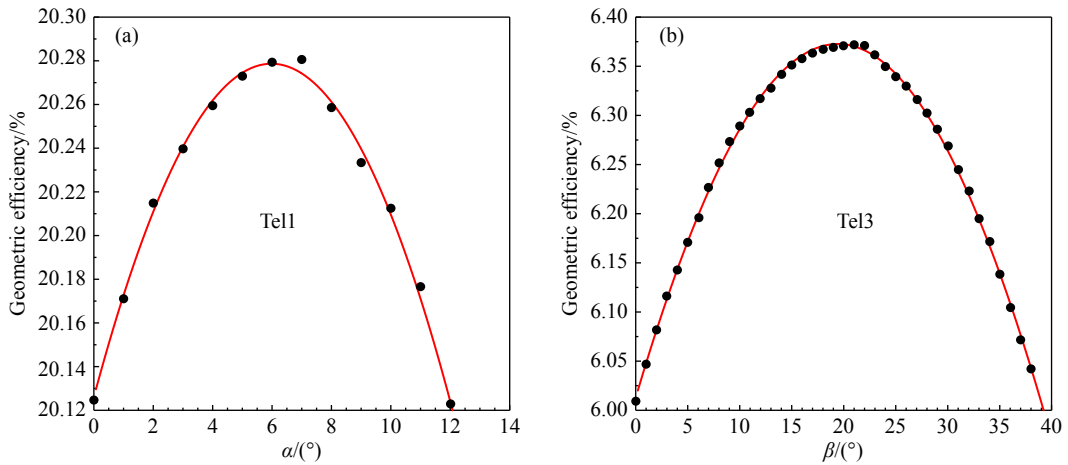 (a)
Geometric efficiency/%
20.30
20.28
20.26
20.24
20.22
20.20
20.18
20.16
20.14
20.12
Tel1
0 2 4 6 8 10 12 14
α/(°)
(b)
Geometric efficiency/%
6.40
6.35
6.30
6.25
6.20
6.15
6.10
6.05
6.00
Tel3
0 5 10 15 20 25 30 35 40
β/(°)